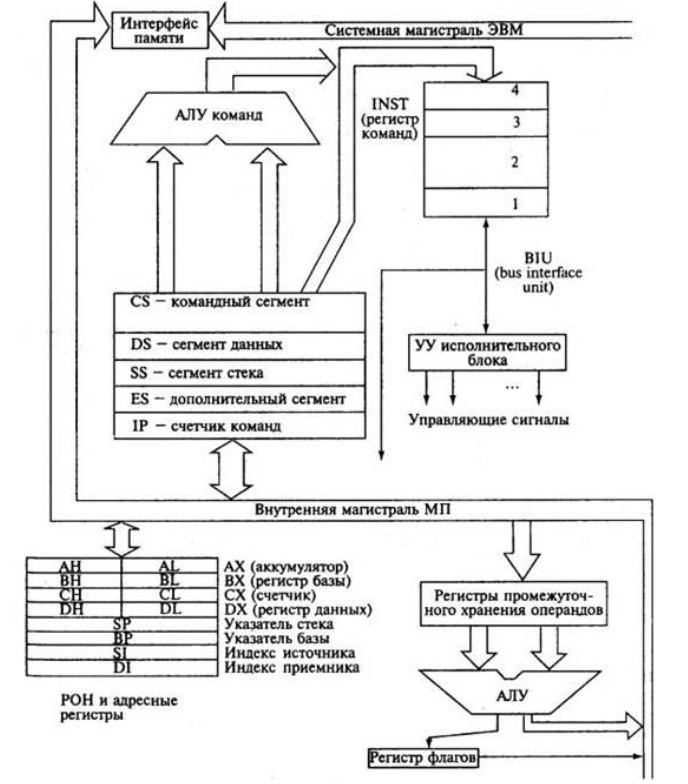 Интерфейс
памяти
Системная магистраль ЭВМ
АЛУ команд
INST
(регистр
команд)
4
3
2
1
BIU
(bus interface
unit)
CS – командный сегмент
DS – сегмент данных
SS – сегмент стека
ES – дополнительный сегмент
IP – счетчик команд
УУ исполнительного
блока
...
Управляющие сигналы
Внутренняя магистраль МП
AH AL AX (аккумулятор)
BH BL BX (регистр базы)
CH CL CX (счетчик)
DH DL DX (регистр данных)
SP Указатель стека
BP Указатель базы
SI Индекс источника
DI Индекс приемника
РОН и адресные
регистры
Регистры промежуточ-
ного хранения операндов
АЛУ
Регистр флагов